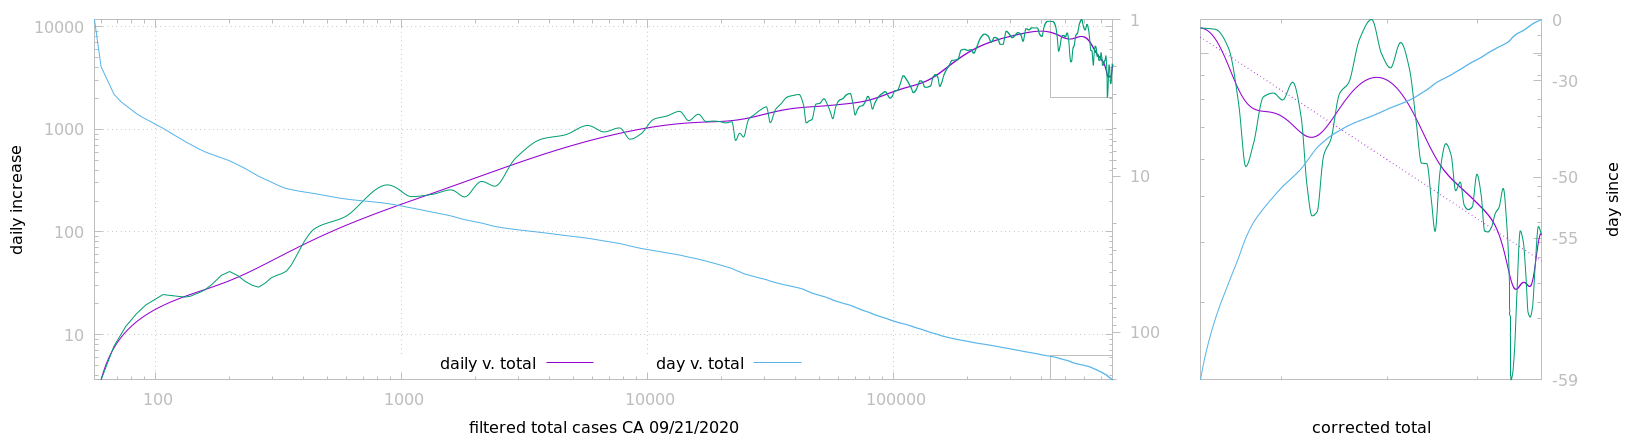 10000
1000
100
10
daily increase
100
1000
10000
100000
filtered total cases CA 09/21/2020
daily v. total
day v. total
1
10
100
0
-30
-50
-55
-59
day since
corrected total